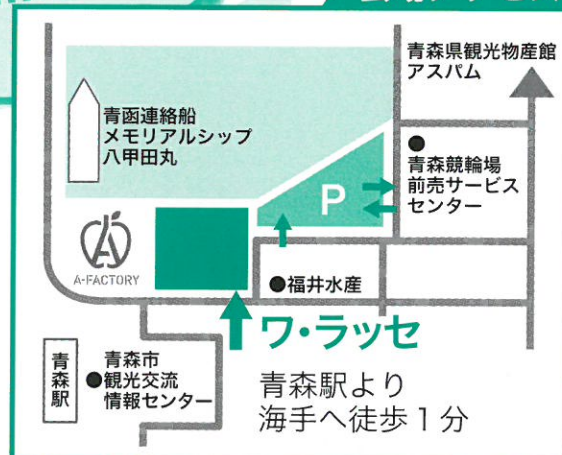 青森県観光物産館
アスパム
青函連絡船
メモリアルシップ
八甲田丸
青森競輪場
前売サービス
センター
P
A-FACTORY
福井水産
ワ・ラッセ
青森駅
青森市
観光交流
情報センター
青森駅より
海手へ徒歩1分